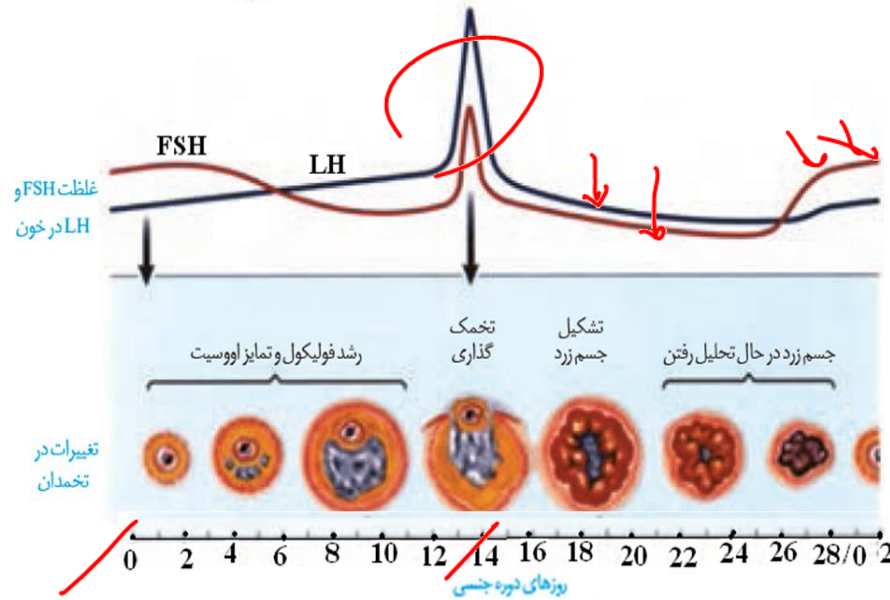 FSH
LH
غلظت FSH و
LH در خون
رشد فولیکول و تمایز اووسیت
تخمک
گذاری
تشکیل
جسم زرد
جسم زرد در حال تحلیل رفتن
تغییرات در
تخمدان
0 2 4 6 8 10 12 14 16 18 20 22 24 26 28/0 2
روزهای دوره جنسی